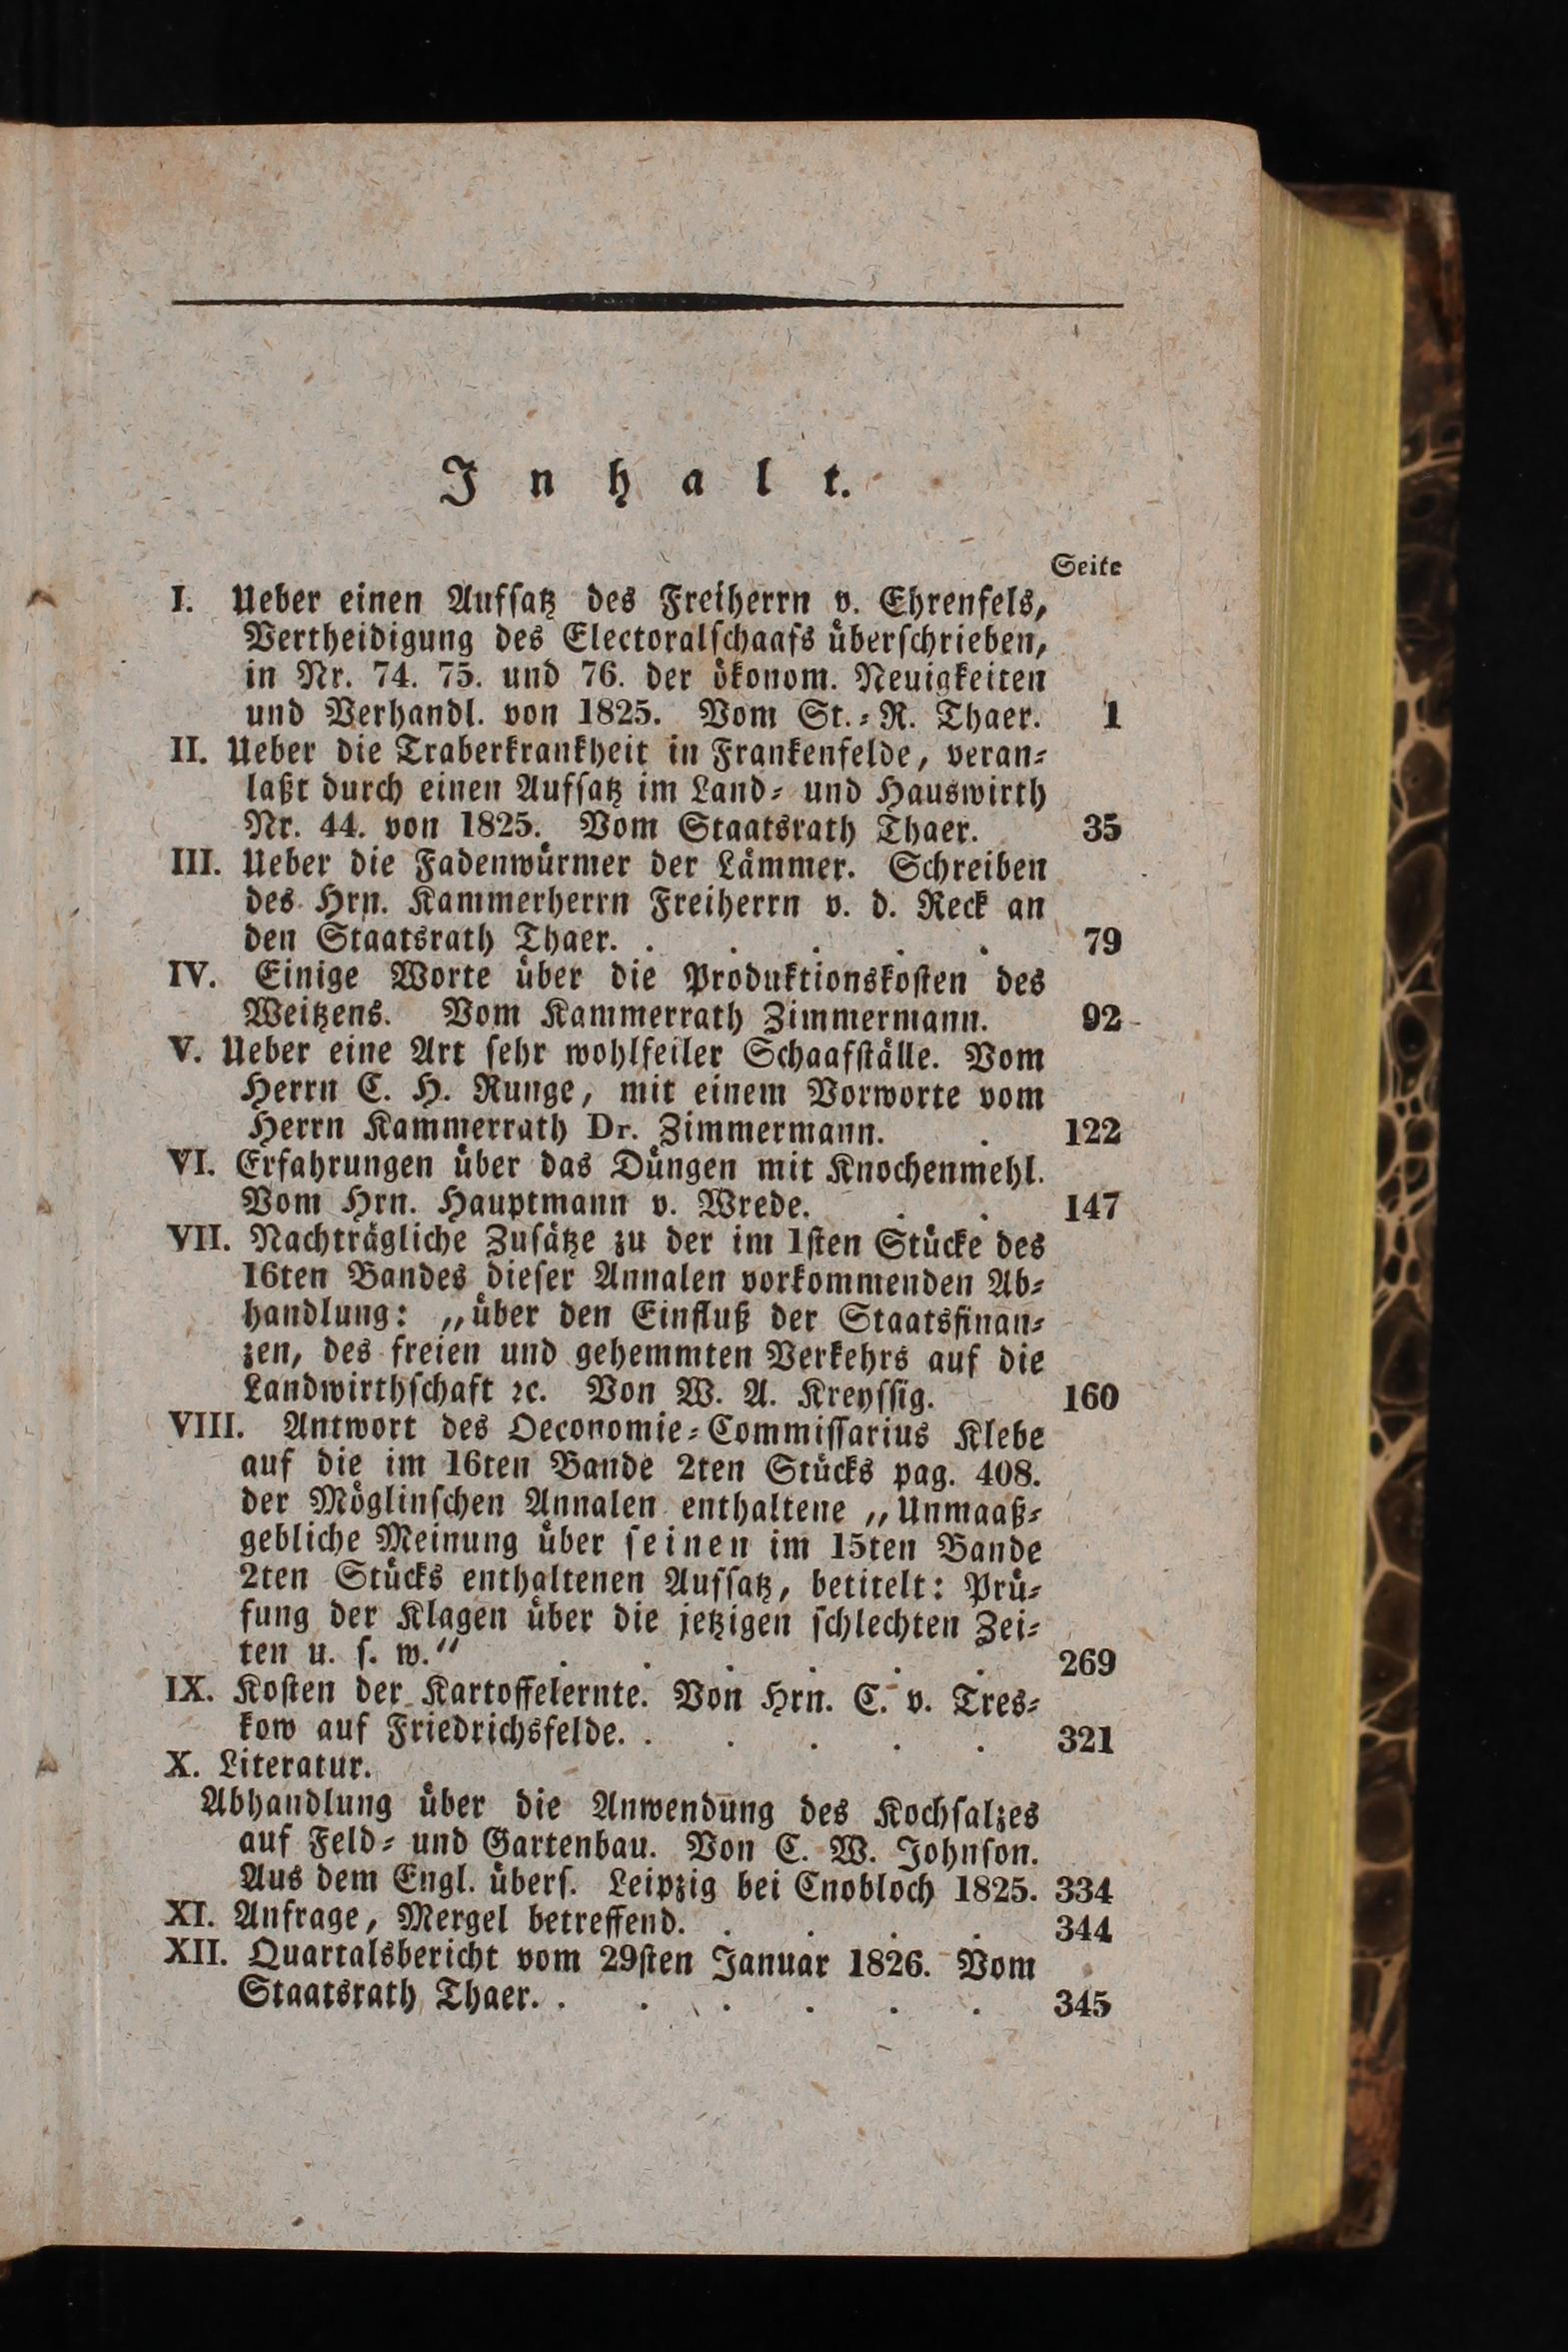 Inhalt.
Seite
I. Ueber einen Aufſatz des Freiherrn v. Ehrenfels,
Vertheidigung des Electoralſchaafs überſchrieben,
in Nr. 74. 75. und 76. der ökonom. Neuigkeiten
und Verhandl. von 1825. Vom St.-R. Thaer. 1
II. Ueber die Traberkrankheit in Frankenfelde, veran-
laßt durch einen Aufſatz im Land- und Hauswirth
Nr. 44. von 1825. Vom Staatsrath Thaer. 35
III. Ueber die Fadenwürmer der Lämmer. Schreiben
des Hrn. Kammerherrn Freiherrn v. d. Reck an
den Staatsrath Thaer. . . . . . 79
IV. Einige Worte über die Produktionskoſten des
Weitzens. Vom Kammerrath Zimmermann. 92
V. Ueber eine Art ſehr wohlfeiler Schaafſtälle. Vom
Herrn C. H. Runge, mit einem Vorworte vom
Herrn Kammerrath Dr. Zimmermann. . 122
VI. Erfahrungen über das Düngen mit Knochenmehl.
Vom Hrn. Hauptmann v. Wrede. . . 147
VII. Nachträgliche Zuſätze zu der im 1ſten Stücke des
16ten Bandes dieſer Annalen vorkommenden Ab-
handlung: „über den Einfluß der Staatsfinan-
zen, des freien und gehemmten Verkehrs auf die
Landwirthſchaft ꝛc. Von W. A. Kreyſſig. 160
VIII. Antwort des Oeconomie-Commiſſarius Klebe
auf die im 16ten Bande 2ten Stücks pag. 408.
der Möglinſchen Annalen enthaltene „Unmaaß-
gebliche Meinung über ſeinen im 15ten Bande
2ten Stücks enthaltenen Aufſatz, betitelt: Prü-
fung der Klagen über die jetzigen ſchlechten Zei-
ten u. ſ. w.“ . . . . . . 269
IX. Koſten der Kartoffelernte. Von Hrn. C. v. Tres-
kow auf Friedrichsfelde. . . . . . 321
X. Literatur.
Abhandlung über die Anwendung des Kochſalzes
auf Feld- und Gartenbau. Von C. W. Johnſon.
Aus dem Engl. überſ. Leipzig bei Cnobloch 1825. 334
XI. Anfrage, Mergel betreffend. . . . . 344
XII. Quartalsbericht vom 29ſten Januar 1826. Vom
Staatsrath Thaer. . . . . . . 345